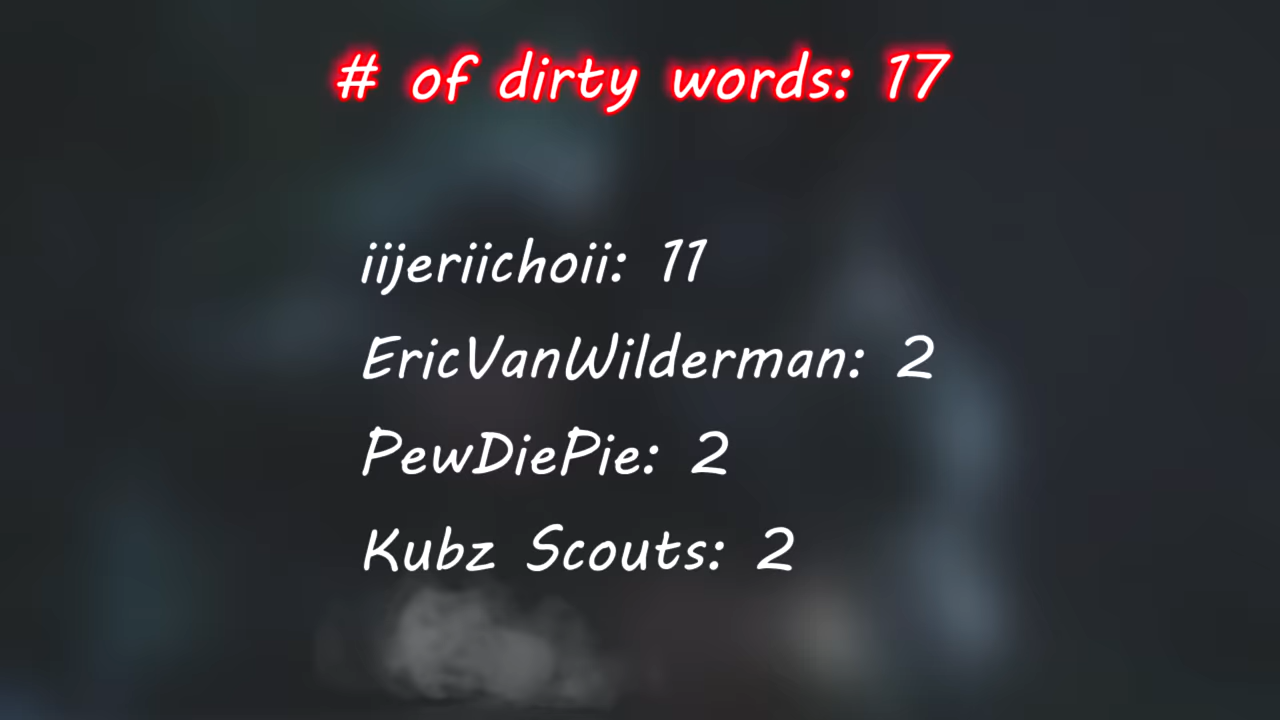 # of dirty words: 17
iijeriichoii: 11
EricVanWilderman: 2
PewDiePie: 2
Kubz Scouts: 2